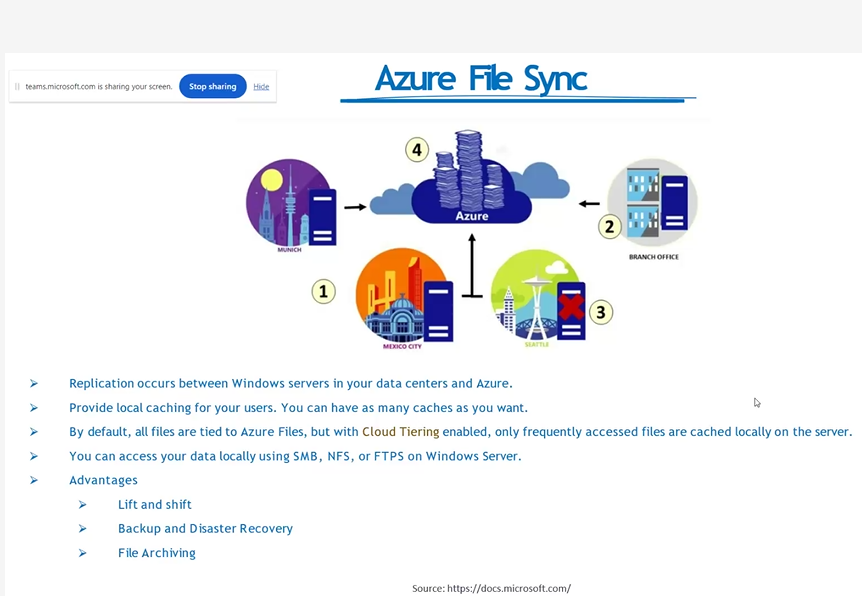 Azure File Sync
teams.microsoft.com is sharing your screen. Stop sharing Hide
4
Azure
MUNICH
2
BRANCH OFFICE
1
3
MEXICO CITY
SEATTLE
Replication occurs between Windows servers in your data centers and Azure.
Provide local caching for your users. You can have as many caches as you want.
By default, all files are tied to Azure Files, but with Cloud Tiering enabled, only frequently accessed files are cached locally on the server.
You can access your data locally using SMB, NFS, or FTPS on Windows Server.
Advantages
Lift and shift
Backup and Disaster Recovery
File Archiving
Source: https://docs.microsoft.com/